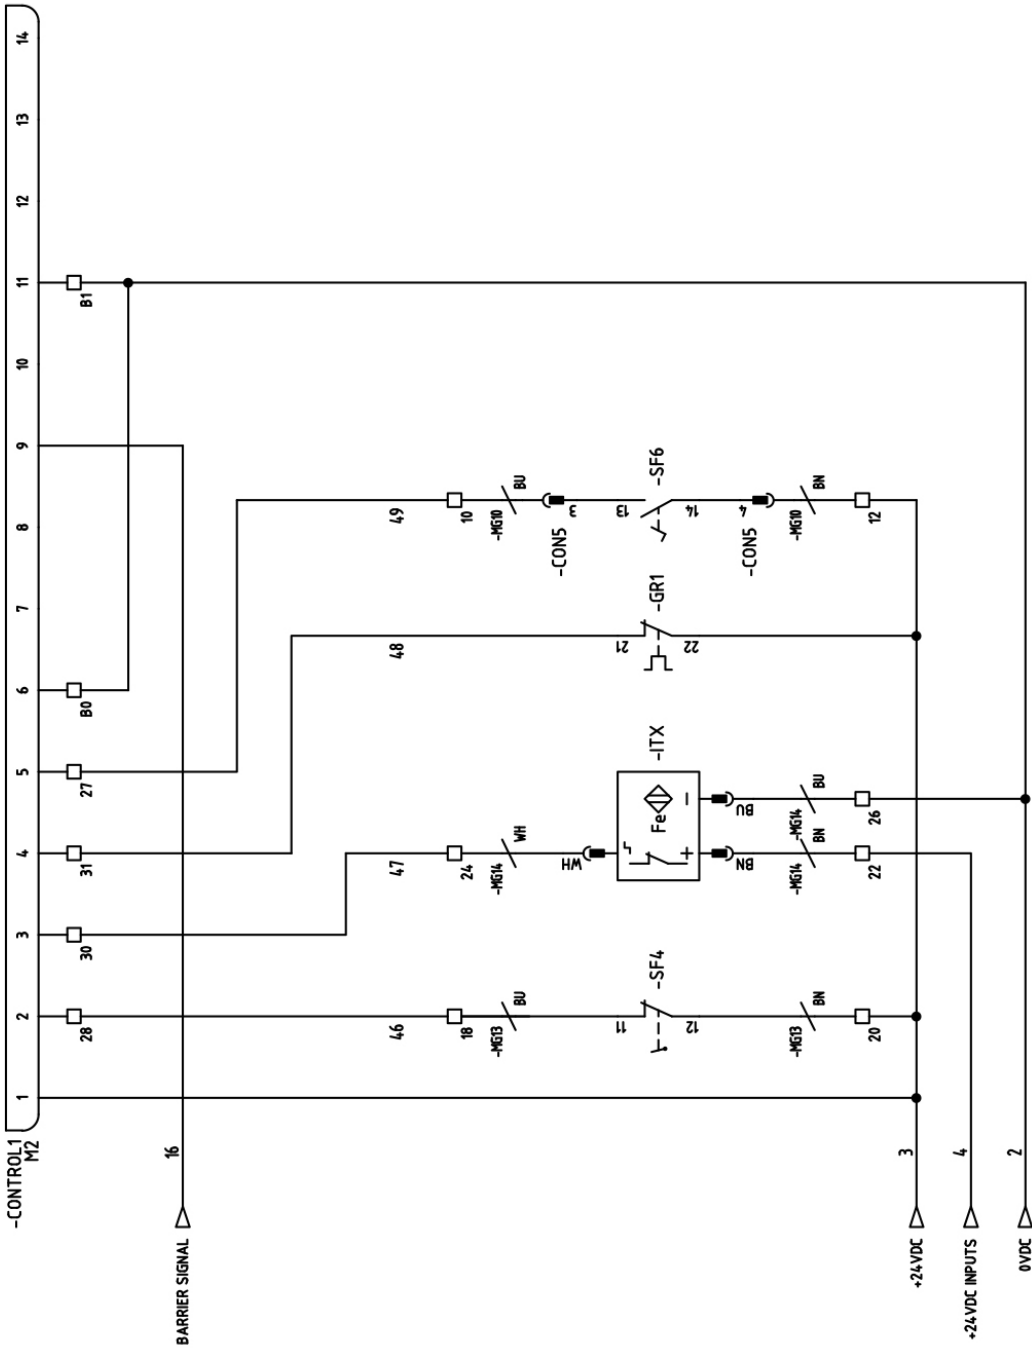 -CONTROL1
M2
1
2
3
4
5
6
7
8
9
10
11
12
13
14
28
30
31
27
B0
B1
BARRIER SIGNAL
16
46
47
48
49
18
24
10
-MG13
BU
-MG14
WH
-MG10
BU
WH
-CON5
3
11
12
-SF4
Fe
+
-
-ITX
21
22
-GR1
13
14
-SF6
-CON5
4
BN
BU
-MG13
BN
-MG14
BN
-MG14
BU
-MG10
BN
20
22
26
12
+24VDC
3
+24VDC INPUTS
4
0VDC
2